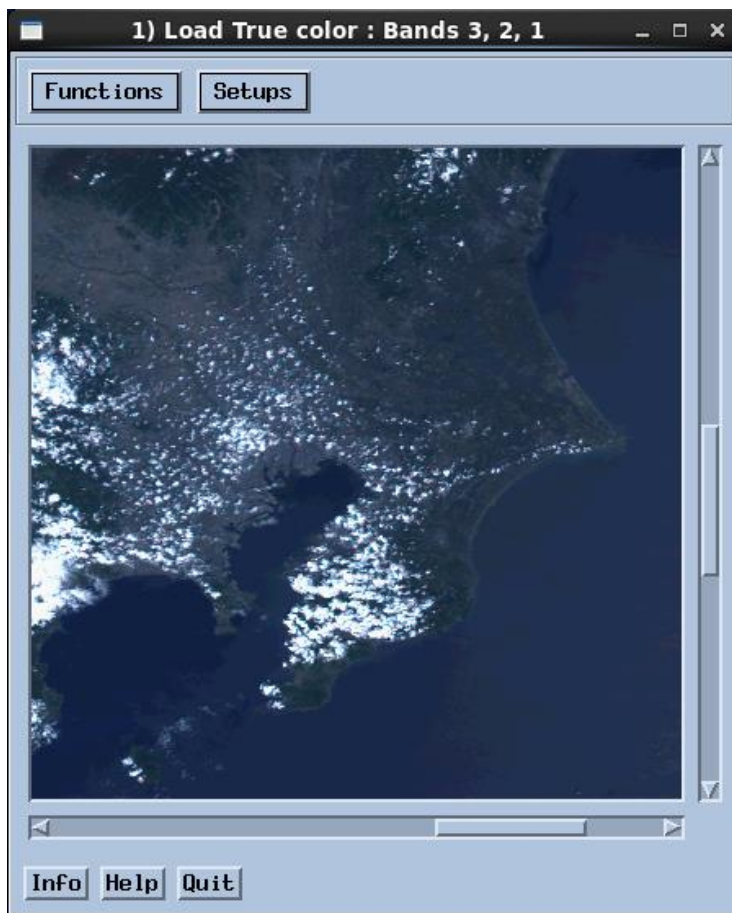 1) Load True color : Bands 3, 2, 1
Functions Setups
Info Help Quit